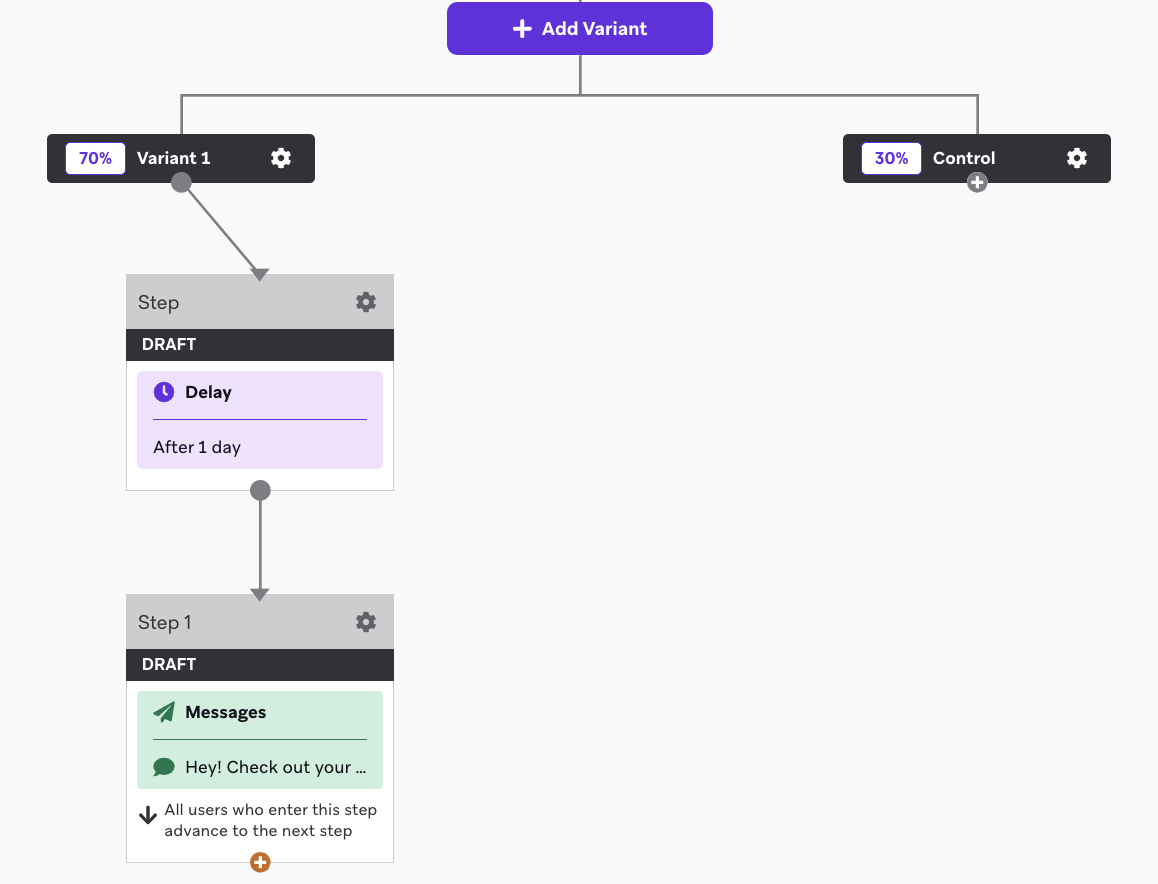 Add Variant
70% Variant 1
30% Control
Step
DRAFT
Delay
After 1 day
Step 1
DRAFT
Messages
Hey! Check out your ...
All users who enter this step
advance to the next step